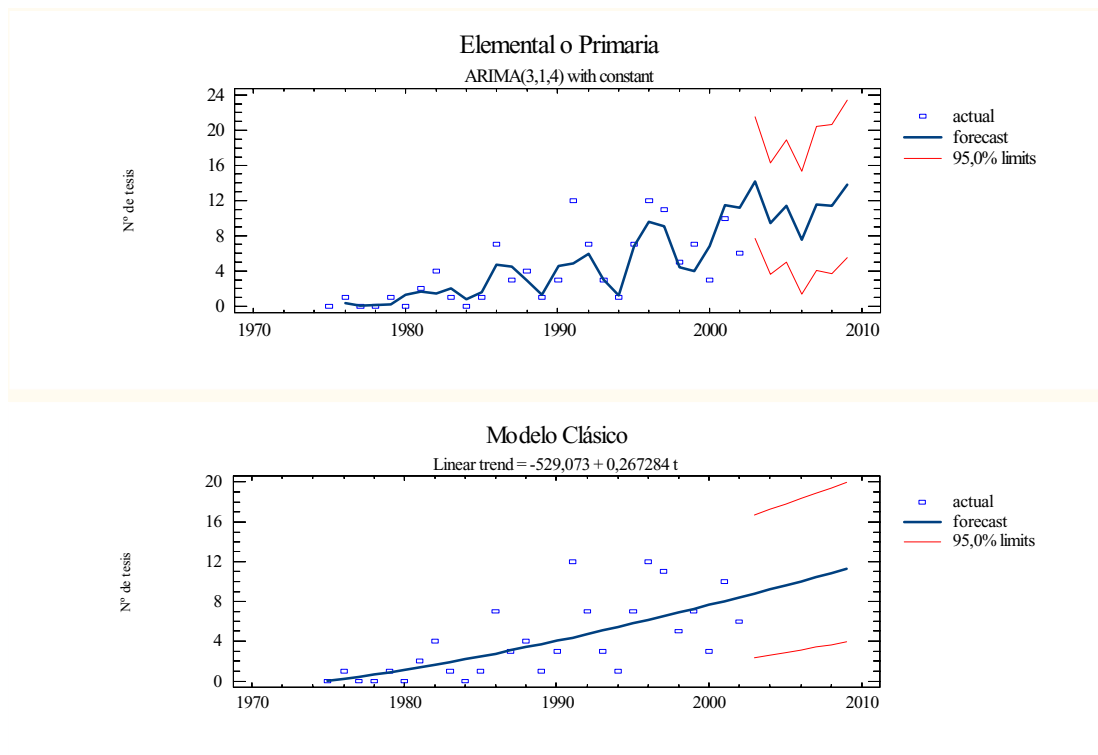 Elemental o Primaria
ARIMA(3,1,4) with constant
24
20
16
12
8
4
0
Nº de tesis
1970 1980 1990 2000 2010
actual
forecast
95,0% limits
Modelo Clásico
Linear trend = -529,073 + 0,267284 t
20
16
12
8
4
0
Nº de tesis
1970 1980 1990 2000 2010
actual
forecast
95,0% limits